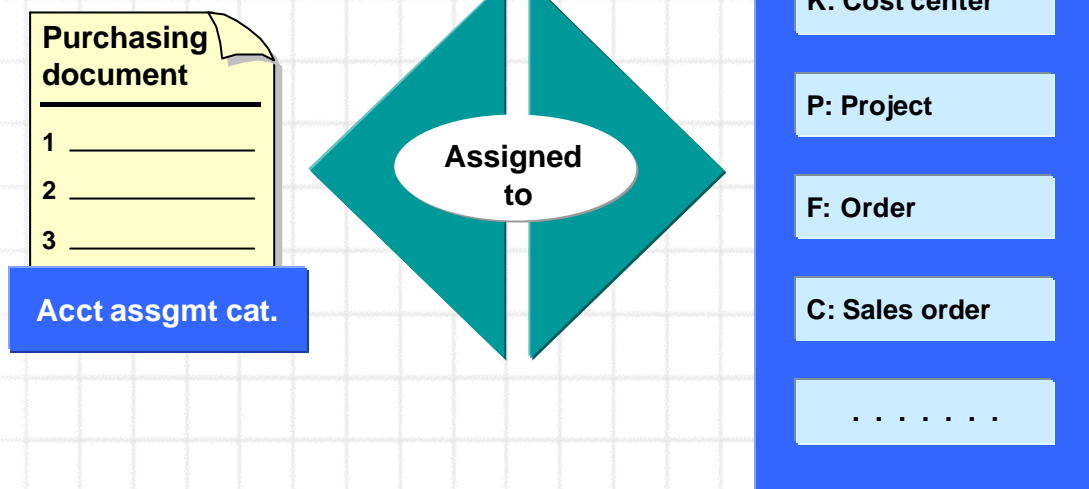 Purchasing
document
1
2
3
Acct assgmt cat.
Assigned
to
K: Cost center
P: Project
F: Order
C: Sales order
. . . . . . .